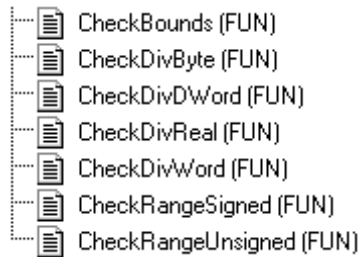 CheckBounds (FUN)
CheckDivByte (FUN)
CheckDivDWord (FUN)
CheckDivReal (FUN)
CheckDivWord (FUN)
CheckRangeSigned (FUN)
CheckRangeUnsigned (FUN)